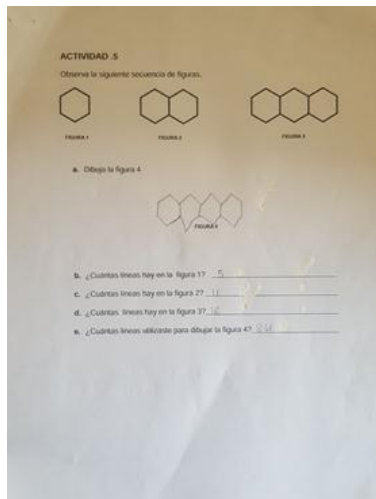 ACTIVIDAD .5
Observa la siguiente secuencia de figuras.
FIGURA 1 FIGURA 2 FIGURA 3
a. Dibuja la figura 4
FIGURA 4
b. ¿Cuántas líneas hay en la figura 1? 5
c. ¿Cuántas líneas hay en la figura 2? 11
d. ¿Cuántas líneas hay en la figura 3?
e. ¿Cuántas líneas utilizaste para dibujar la figura 4?